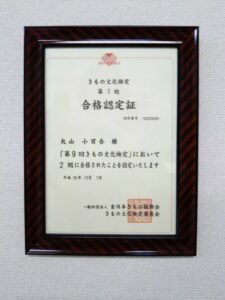 きもの文化検定
第2級
合格認定証
丸山 小百合 様
「第9回きもの文化検定」において
2級に合格されたことを認定いたします
一般社団法人 全日本きもの振興会
きもの文化検定委員会